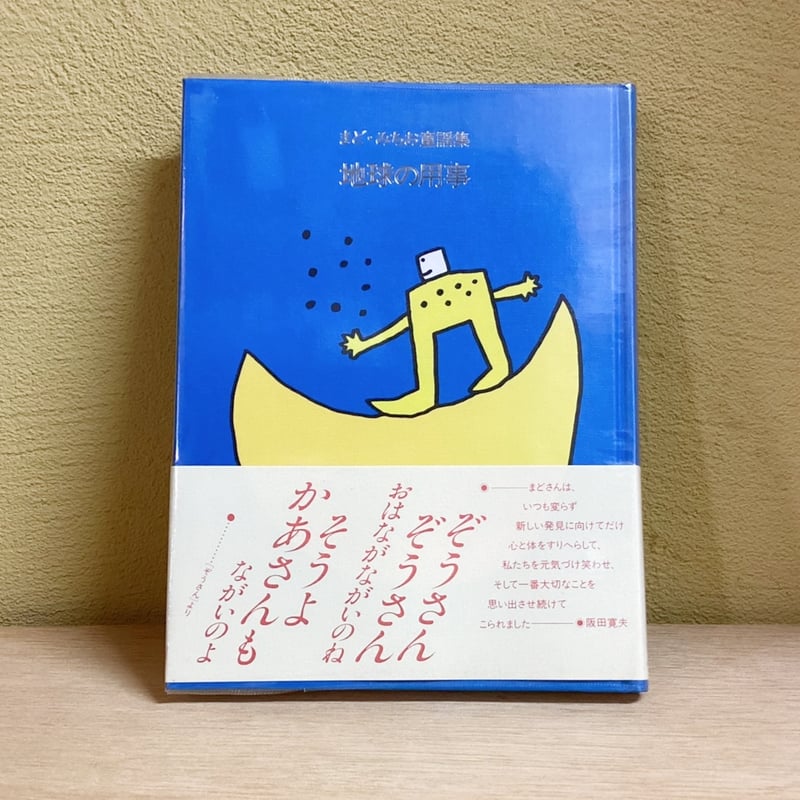 まど・みちお童話集
地球の用事
●―――まどさんは、
いつも変らず
新しい発見に向けてだけ
心と体をすりへらして、
私たちを元気づけ笑わせ、
そして一番大切なことを
思い出させ続けて
こられました―――●阪田寛夫
ぞうさん
ぞうさん
おはながながいのね
そうよ
かあさんも
ながいのよ
●………「ぞうさん」より